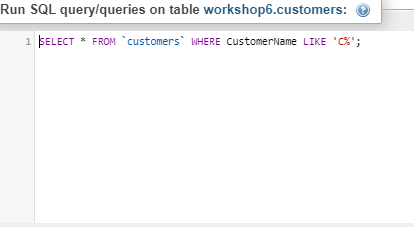 Run SQL query/queries on table workshop6.customers:
1 SELECT * FROM `customers` WHERE CustomerName LIKE 'C%';